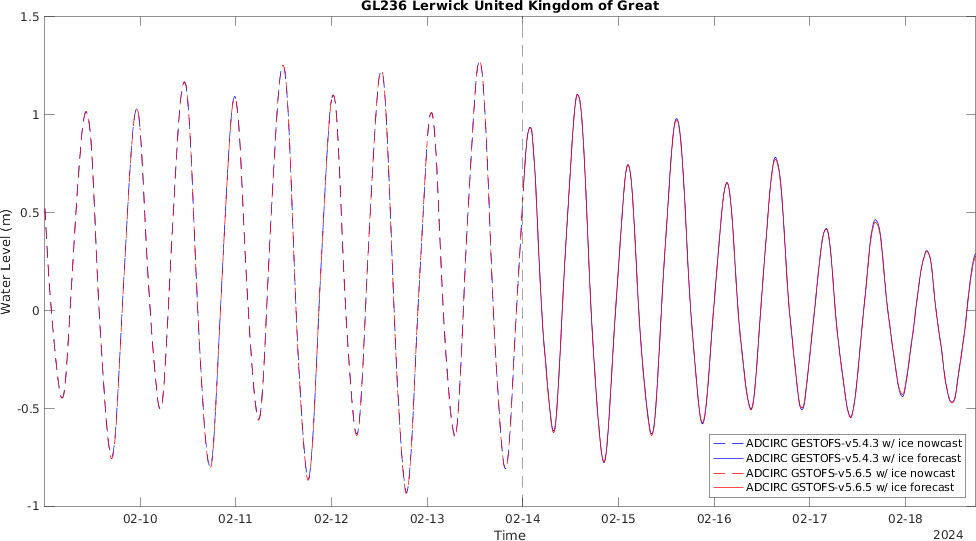 GL236 Lerwick United Kingdom of Great
1.5
1
0.5
0
-0.5
-1
Water Level (m)
ADCIRC GESTOFS-v5.4.3 w/ ice nowcast
ADCIRC GESTOFS-v5.4.3 w/ ice forecast
ADCIRC GSTOFS-v5.6.5 w/ ice nowcast
ADCIRC GSTOFS-v5.6.5 w/ ice forecast
02-10 02-11 02-12 02-13 02-14 02-15 02-16 02-17 02-18
Time
2024